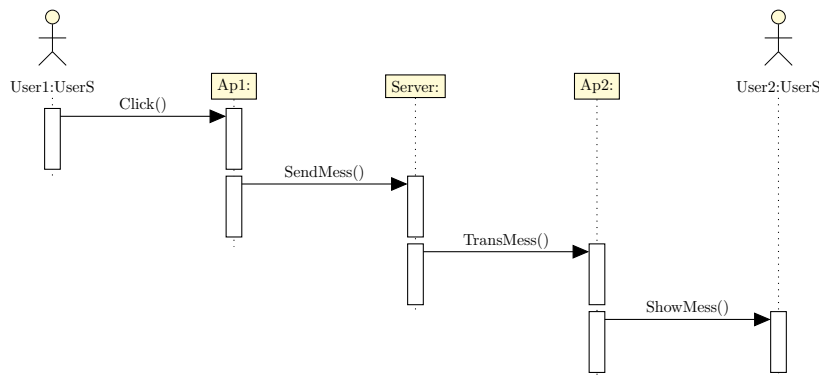 User1:UserS
Ap1:
Server:
Ap2:
User2:UserS
Click()
SendMess()
TransMess()
ShowMess()